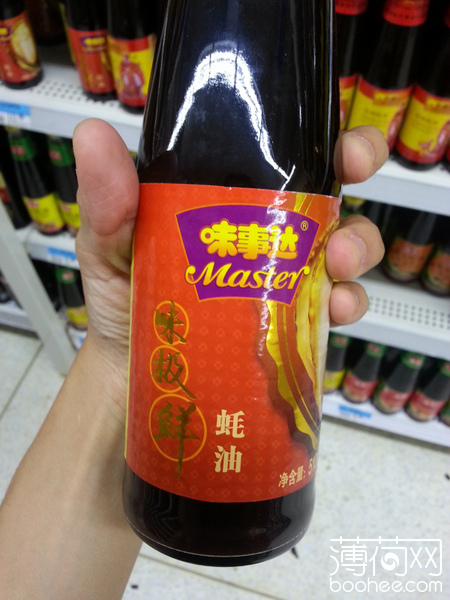 味事达®
Master
味极鲜
蚝油
净含量: 5
薄荷网
boohee.com